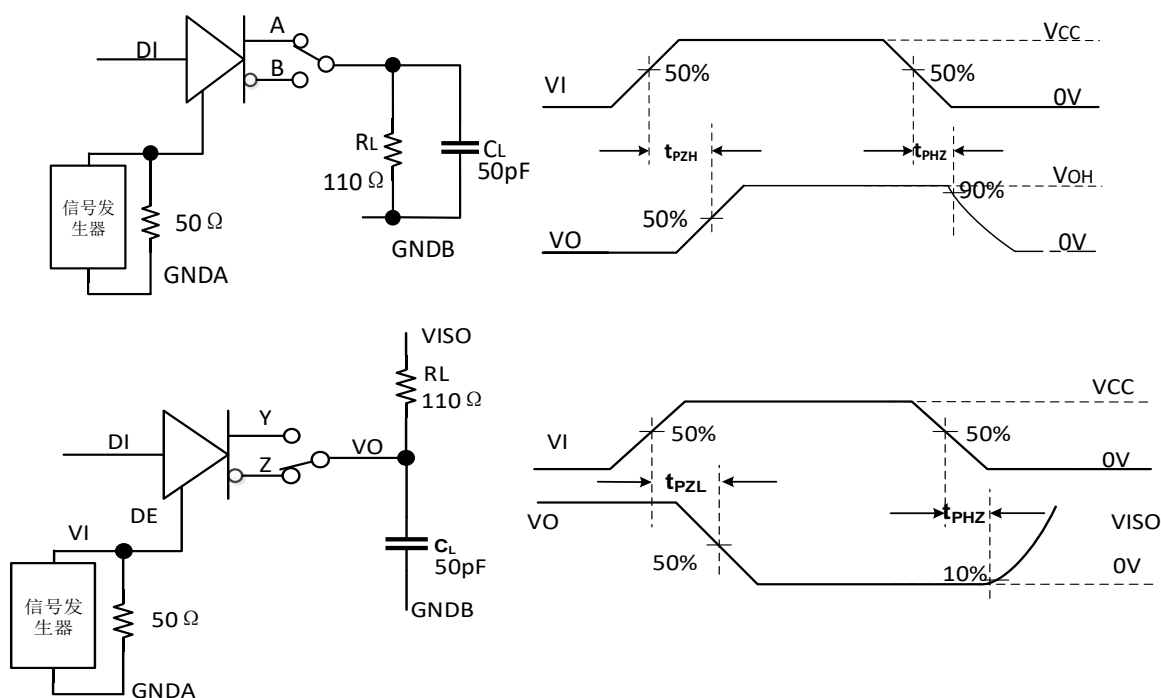 A
DI
B
RL
110 Ω
CL
50pF
信号发
生器
50 Ω
GNDA
GNDB
VCC
50%
50%
VI
0V
tPZH
tPHZ
VOH
90%
50%
VO
0V
VISO
RL
110 Ω
Y
DI
Z
VO
DE
VI
CL
50pF
信号发
生器
50 Ω
GNDB
GNDA
VCC
50%
50%
VI
0V
tPZL
VO
tPHZ
VISO
50%
10%
0V